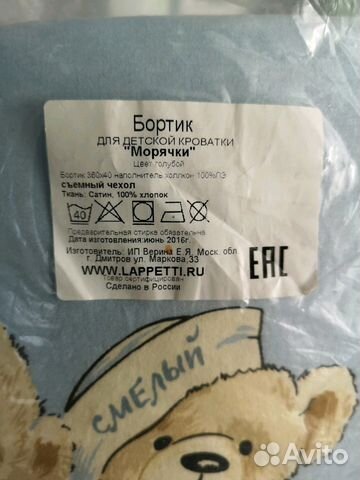 Бортик
ДЛЯ ДЕТСКОЙ КРОВАТКИ
"Морячки"
Цвет голубой
Бортик 360х40 наполнитель холлкон 100%ПЭ
съемный чехол
Ткань: Сатин, 100% хлопок
40
Предварительная стирка обязательна
Дата изготовления:июнь 2016г.
Изготовитель: ИП Верина Е.Я, Моск. обл.
г. Дмитров ул. Маркова,33
WWW.LAPPETTI.RU
Товар сертифицирован
Сделано в России
EAC
СМЕЛЫЙ
Avito